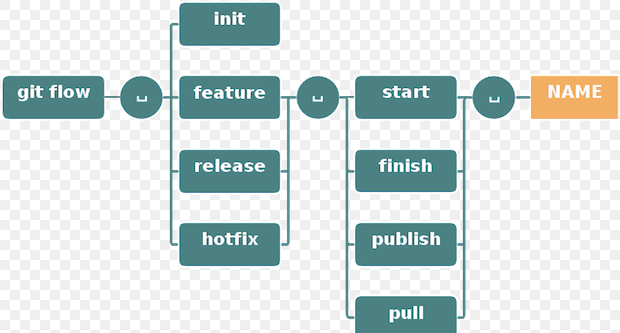 git flow
␣
init
feature
release
hotfix
␣
start
finish
publish
pull
␣
NAME